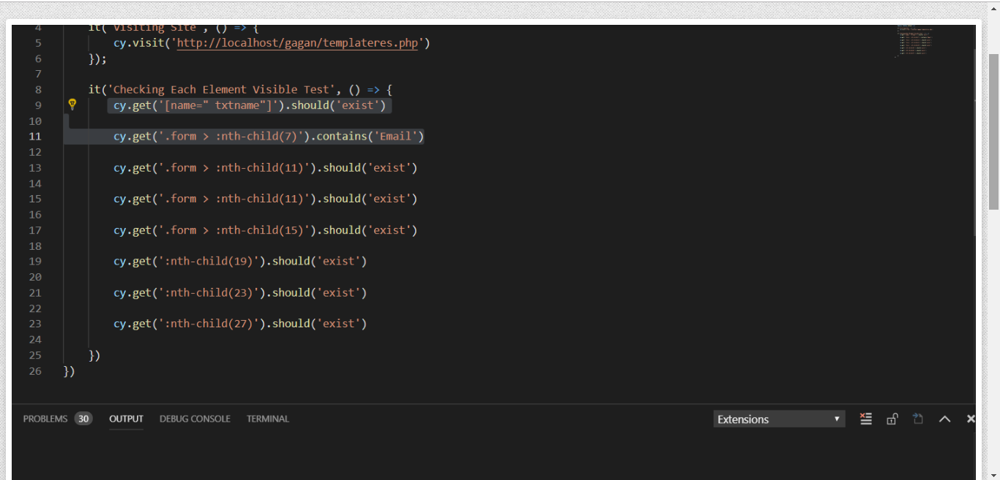 4 it('Visiting Site', () => {
5 cy.visit('http://localhost/gagan/templateres.php')
6 });
7
8 it('Checking Each Element Visible Test', () => {
9 cy.get('[name=" txtname"]').should('exist')
10
11 cy.get('.form > :nth-child(7)').contains('Email')
12
13 cy.get('.form > :nth-child(11)').should('exist')
14
15 cy.get('.form > :nth-child(11)').should('exist')
16
17 cy.get('.form > :nth-child(15)').should('exist')
18
19 cy.get(':nth-child(19)').should('exist')
20
21 cy.get(':nth-child(23)').should('exist')
22
23 cy.get(':nth-child(27)').should('exist')
24
25 })
26 })
PROBLEMS 30 OUTPUT DEBUG CONSOLE TERMINAL Extensions